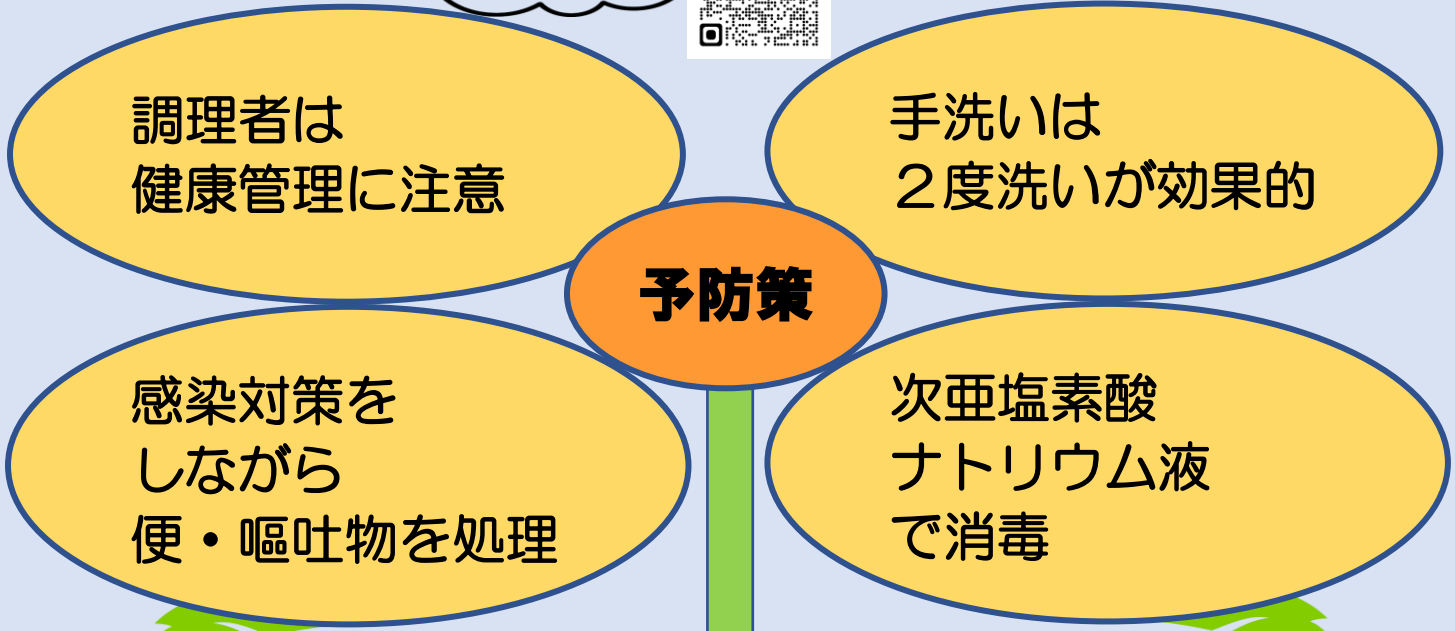 調理者は
健康管理に注意
手洗いは
２度洗いが効果的
予防策
感染対策を
しながら
便・嘔吐物を処理
次亜塩素酸
ナトリウム液
で消毒